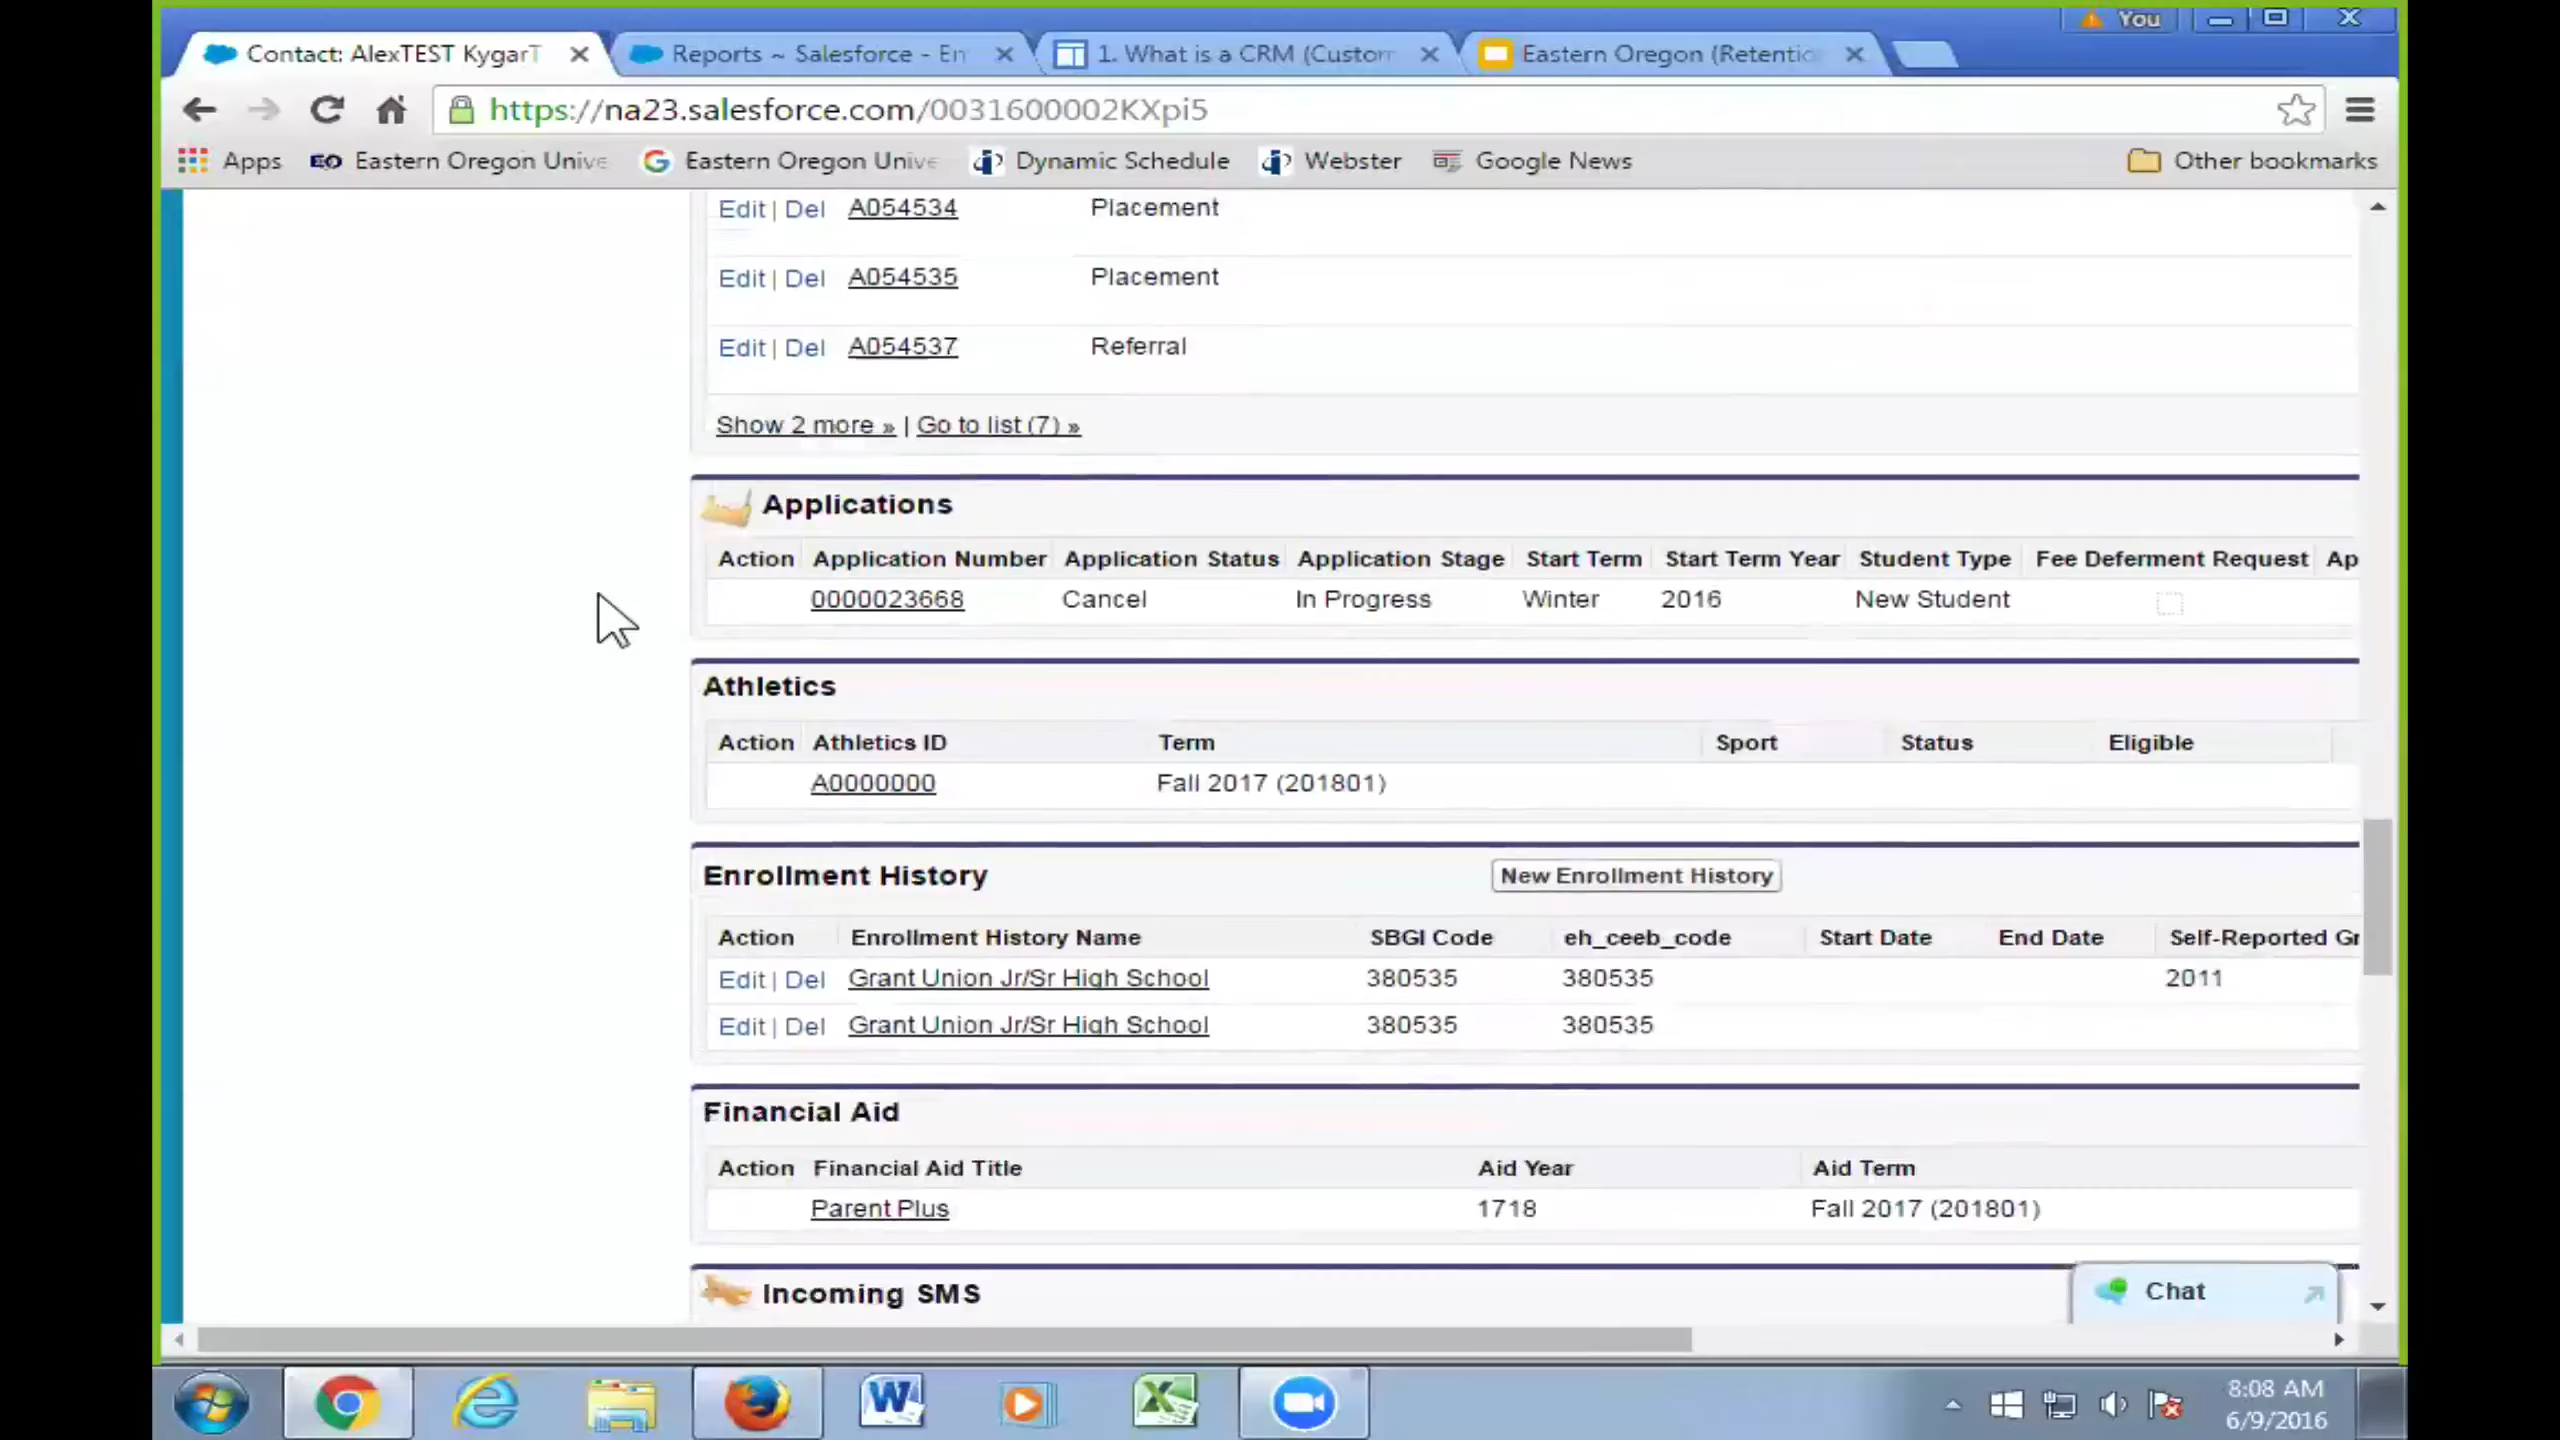 You
Contact: AlexTEST KygarT
Reports ~ Salesforce - En
1. What is a CRM (Custom
Eastern Oregon (Retentio
https://na23.salesforce.com/0031600002KXpi5
Apps
Eastern Oregon Unive
Eastern Oregon Unive
Dynamic Schedule
Webster
Google News
Other bookmarks
Edit | Del A054534 Placement
Edit | Del A054535 Placement
Edit | Del A054537 Referral
Show 2 more » | Go to list (7) »
Applications
Action Application Number Application Status Application Stage Start Term Start Term Year Student Type Fee Deferment Request Ap
0000023668 Cancel In Progress Winter 2016 New Student
Athletics
Action Athletics ID Term Sport Status Eligible
A0000000 Fall 2017 (201801)
Enrollment History New Enrollment History
Action Enrollment History Name SBGI Code eh_ceeb_code Start Date End Date Self-Reported Gr
Edit | Del Grant Union Jr/Sr High School 380535 380535 2011
Edit | Del Grant Union Jr/Sr High School 380535 380535
Financial Aid
Action Financial Aid Title Aid Year Aid Term
Parent Plus 1718 Fall 2017 (201801)
Incoming SMS
Chat
8:08 AM
6/9/2016